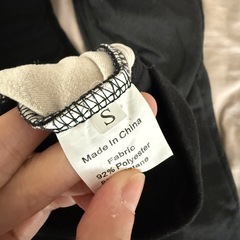 S
Made In China
Fabric
92% Polyester